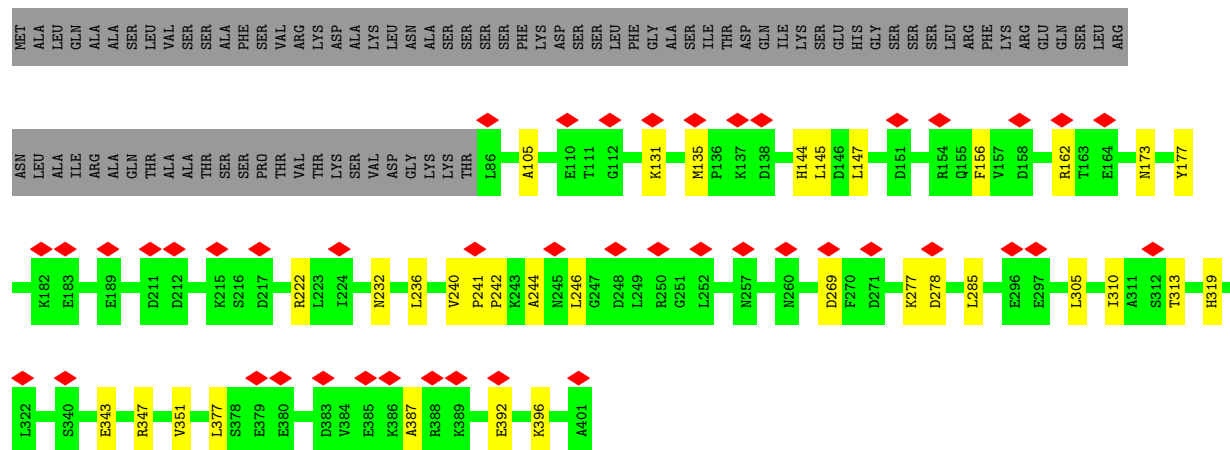 MET ALA LEU GLN ALA ALA SER LEU VAL SER SER ALA PHE SER VAL ARG LYS ASP ALA LYS LEU ASN ALA SER SER SER SER PHE LYS ASP SER SER LEU PHE GLY ALA SER ILE THR ASP GLN ILE LYS SER GLU HIS GLY SER SER SER LEU ARG PHE LYS ARG GLU GLN SER LEU ARG
ASN LEU ALA ILE ARG ALA GLN THR ALA ALA THR SER SER PRO THR VAL THR LYS SER VAL ASP GLY LYS LYS THR L86 A105 E110 T111 G112 K131 M135 P136 K137 D138 H144 L145 D146 L147 D151 R154 Q155 F156 V157 D158 R162 T163 E164 N173 Y177
K182 E183 E189 D211 D212 K215 S216 D217 R222 L223 I224 N232 L236 V240 P241 P242 K243 A244 N245 L246 G247 D248 L249 R250 G251 L252 N257 N260 D269 F270 D271 K277 D278 L285 E296 E297 L305 I310 A311 S312 T313 H319
L322 S340 E343 R347 V351 L377 S378 E379 E380 D383 V384 E385 K386 A387 R388 K389 E392 K396 A401